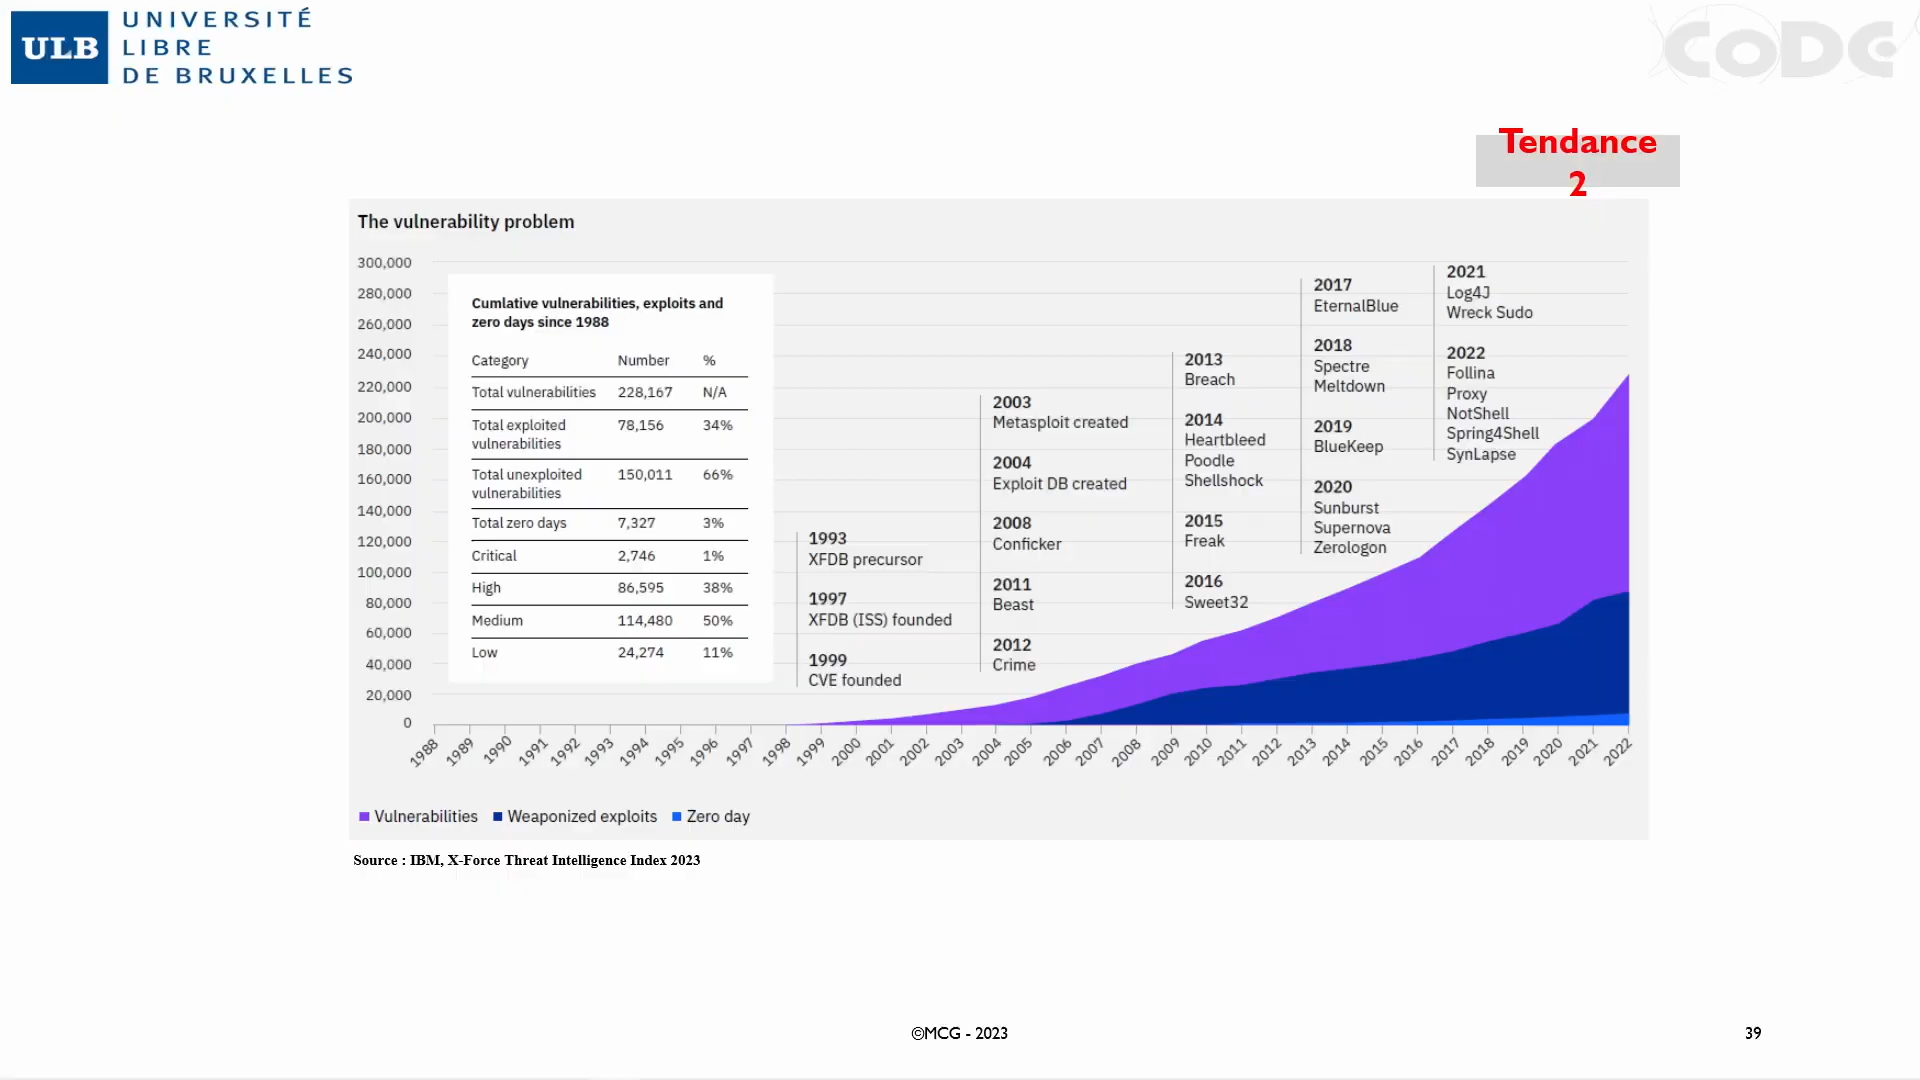 ULB
UNIVERSITÉ
LIBRE
DE BRUXELLES
CODE
Tendance
2
The vulnerability problem
300,000
280,000
260,000
240,000
220,000
200,000
180,000
160,000
140,000
120,000
100,000
80,000
60,000
40,000
20,000
0
Cumlative vulnerabilities, exploits and
zero days since 1988
Category Number %
Total vulnerabilities 228,167 N/A
Total exploited
vulnerabilities 78,156 34%
Total unexploited
vulnerabilities 150,011 66%
Total zero days 7,327 3%
Critical 2,746 1%
High 86,595 38%
Medium 114,480 50%
Low 24,274 11%
1993
XFDB precursor
1997
XFDB (ISS) founded
1999
CVE founded
2003
Metasploit created
2004
Exploit DB created
2008
Conficker
2011
Beast
2012
Crime
2013
Breach
2014
Heartbleed
Poodle
Shellshock
2015
Freak
2016
Sweet32
2017
EternalBlue
2018
Spectre
Meltdown
2019
BlueKeep
2020
Sunburst
Supernova
Zerologon
2021
Log4J
Wreck Sudo
2022
Follina
Proxy
NotShell
Spring4Shell
SynLapse
1988 1989 1990 1991 1992 1993 1994 1995 1996 1997 1998 1999 2000 2001 2002 2003 2004 2005 2006 2007 2008 2009 2010 2011 2012 2013 2014 2015 2016 2017 2018 2019 2020 2021 2022
Vulnerabilities Weaponized exploits Zero day
Source : IBM, X-Force Threat Intelligence Index 2023
©MCG - 2023
39